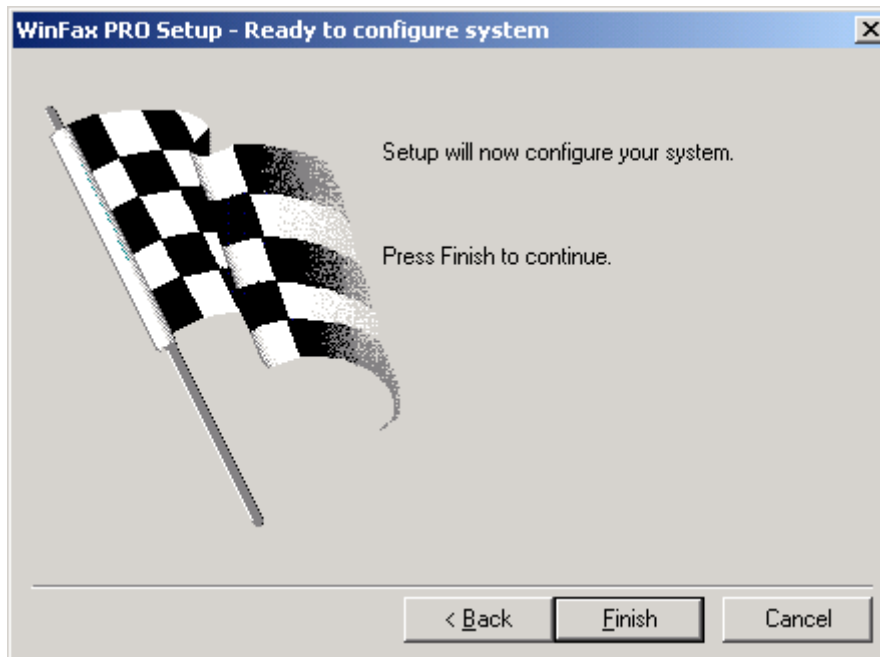 WinFax PRO Setup - Ready to configure system
Setup will now configure your system.
Press Finish to continue.
< Back
Finish
Cancel